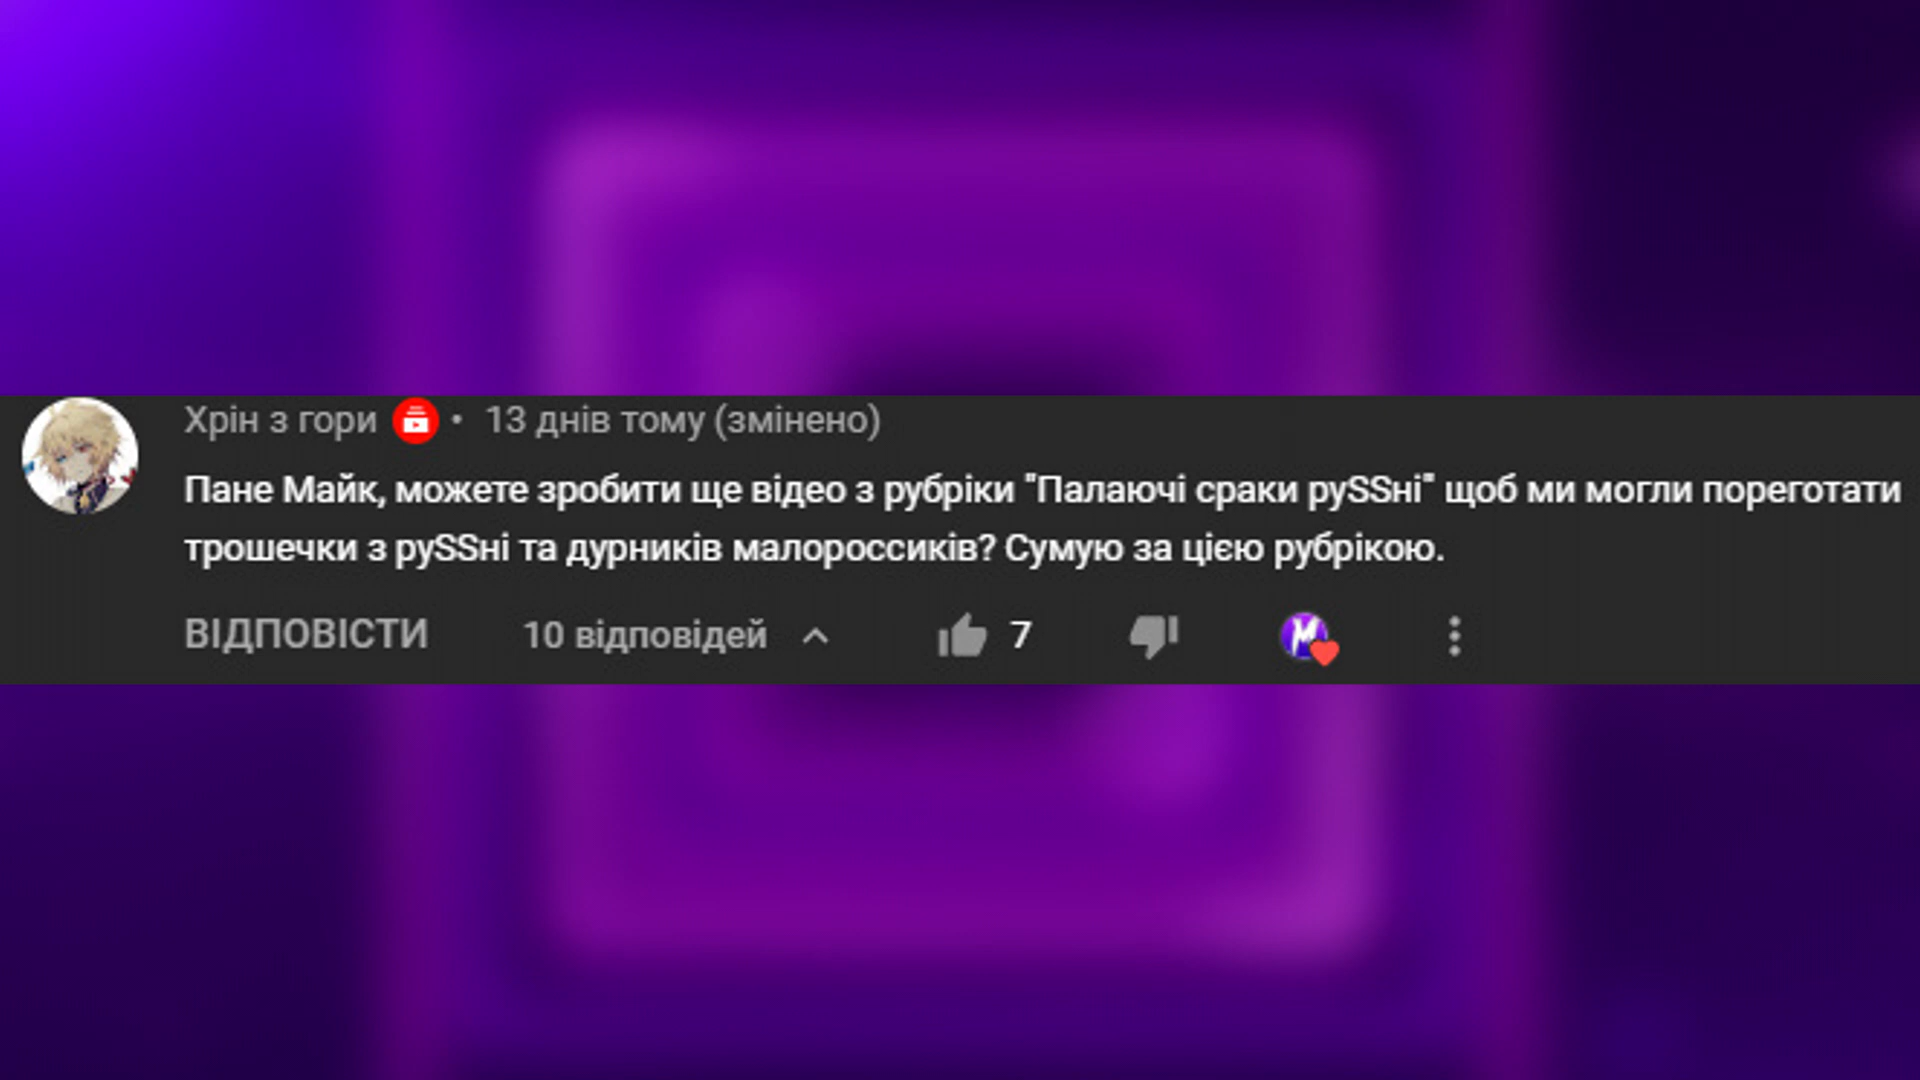 Хрін з гори • 13 днів тому (змінено)
Пане Майк, можете зробити ще відео з рубріки "Палаючі сраки руSSні" щоб ми могли пореготати
трошечки з руSSні та дурників малороссиків? Сумую за цією рубрікою.
ВІДПОВІСТИ 10 відповідей 7